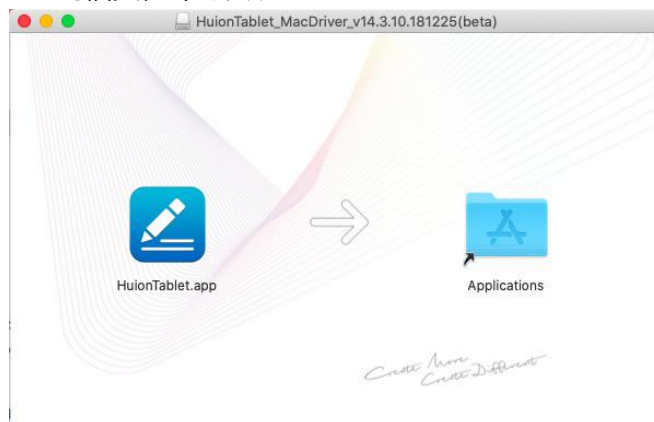 HuionTablet_MacDriver_v14.3.10.181225(beta)
HuionTablet.app
Applications
Create More
Create Different